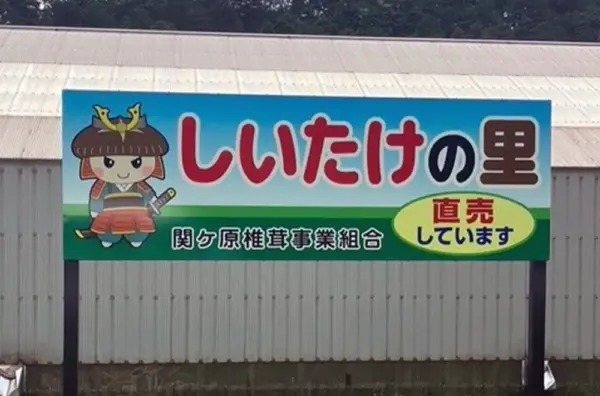 しいたけの里
関ヶ原椎茸事業組合
直売
しています